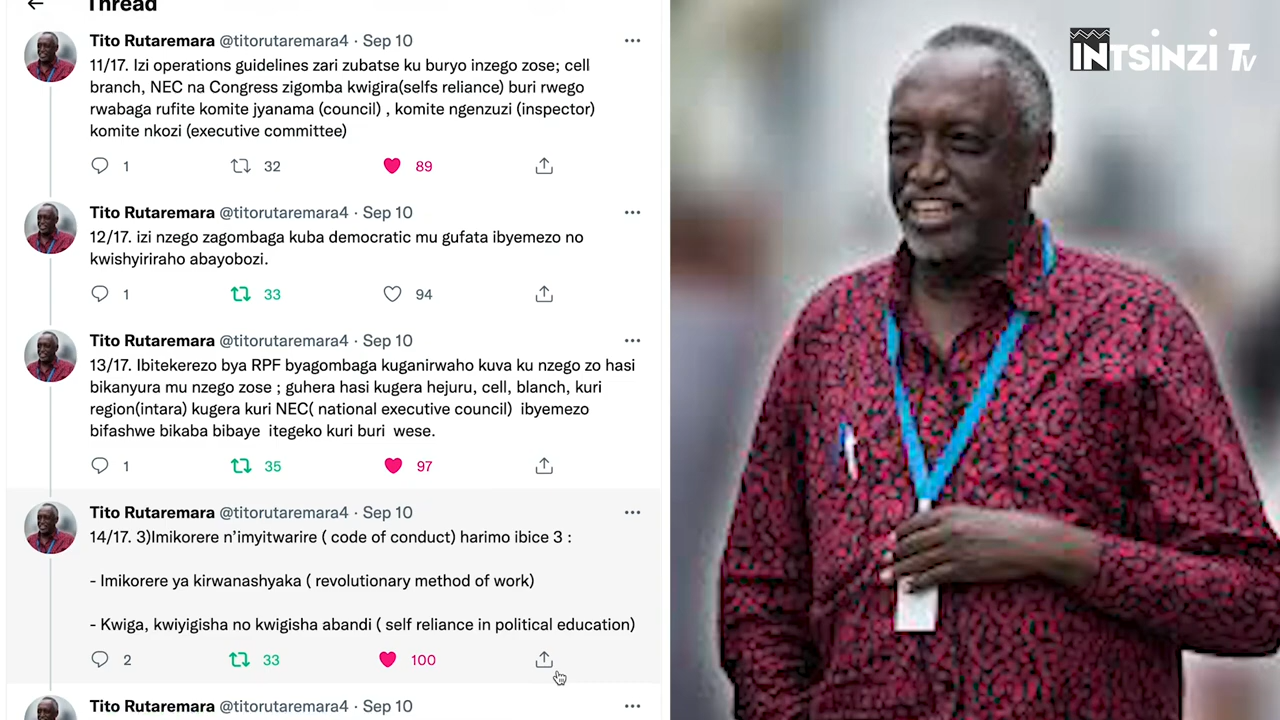 Thread
Tito Rutaremara @titorutaremara4 · Sep 10
11/17. Izi operations guidelines zari zubatse ku buryo inzego zose; cell
branch, NEC na Congress zigomba kwigira(selfs reliance) buri rwego
rwabaga rufite komite jyanama (council) , komite ngenzuzi (inspector)
komite nkozi (executive committee)
1 32 89
Tito Rutaremara @titorutaremara4 · Sep 10
12/17. izi nzego zagombaga kuba democratic mu gufata ibyemezo no
kwishyiriraho abayobozi.
1 33 94
Tito Rutaremara @titorutaremara4 · Sep 10
13/17. Ibitekerezo bya RPF byagombaga kuganirwaho kuva ku nzego zo hasi
bikanyura mu nzego zose ; guhera hasi kugera hejuru, cell, blanch, kuri
region(intara) kugera kuri NEC( national executive council) ibyemezo
bifashwe bikaba bibaye itegeko kuri buri wese.
1 35 97
Tito Rutaremara @titorutaremara4 · Sep 10
14/17. 3)Imikorere n’imyitwarire ( code of conduct) harimo ibice 3 :
- Imikorere ya kirwanashyaka ( revolutionary method of work)
- Kwiga, kwiyigisha no kwigisha abandi ( self reliance in political education)
2 33 100
Tito Rutaremara @titorutaremara4 · Sep 10
INTSINZI Tv